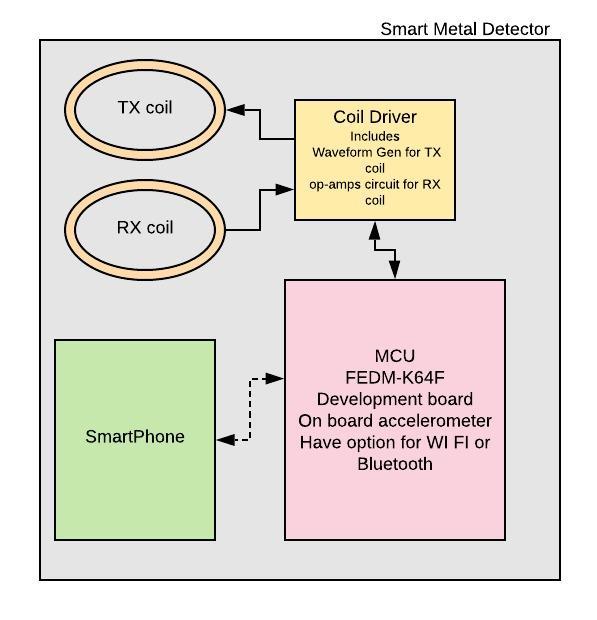 Smart Metal Detector
TX coil
Coil Driver
Includes
Waveform Gen for TX
coil
op-amps circuit for RX
coil
RX coil
MCU
FEDM-K64F
Development board
On board accelerometer
Have option for WI FI or
Bluetooth
SmartPhone